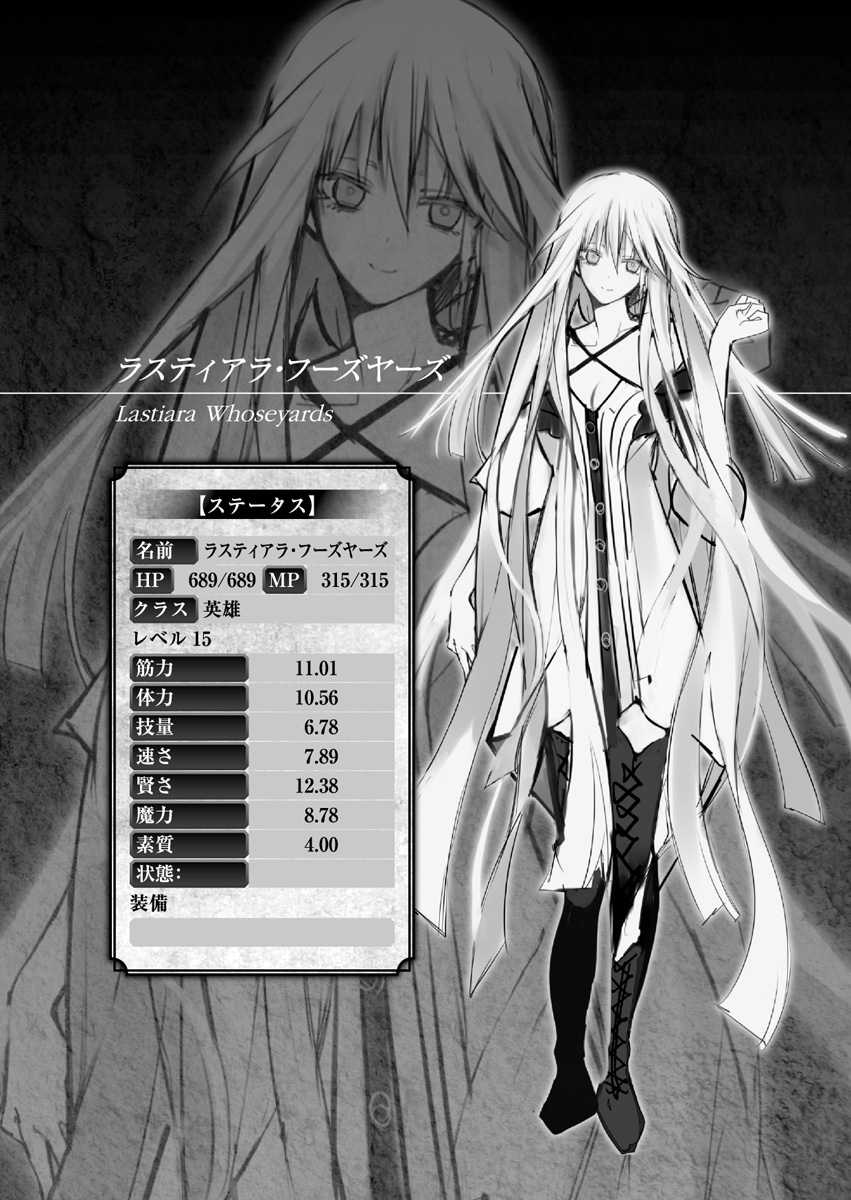 ラスティアラ・フーズヤーズ
Lastiara Whoseyards
【ステータス】
名前 ラスティアラ・フーズヤーズ
HP 689/689 MP 315/315
クラス 英雄
レベル 15
筋力 11.01
体力 10.56
技量 6.78
速さ 7.89
賢さ 12.38
魔力 8.78
素質 4.00
状態：
装備